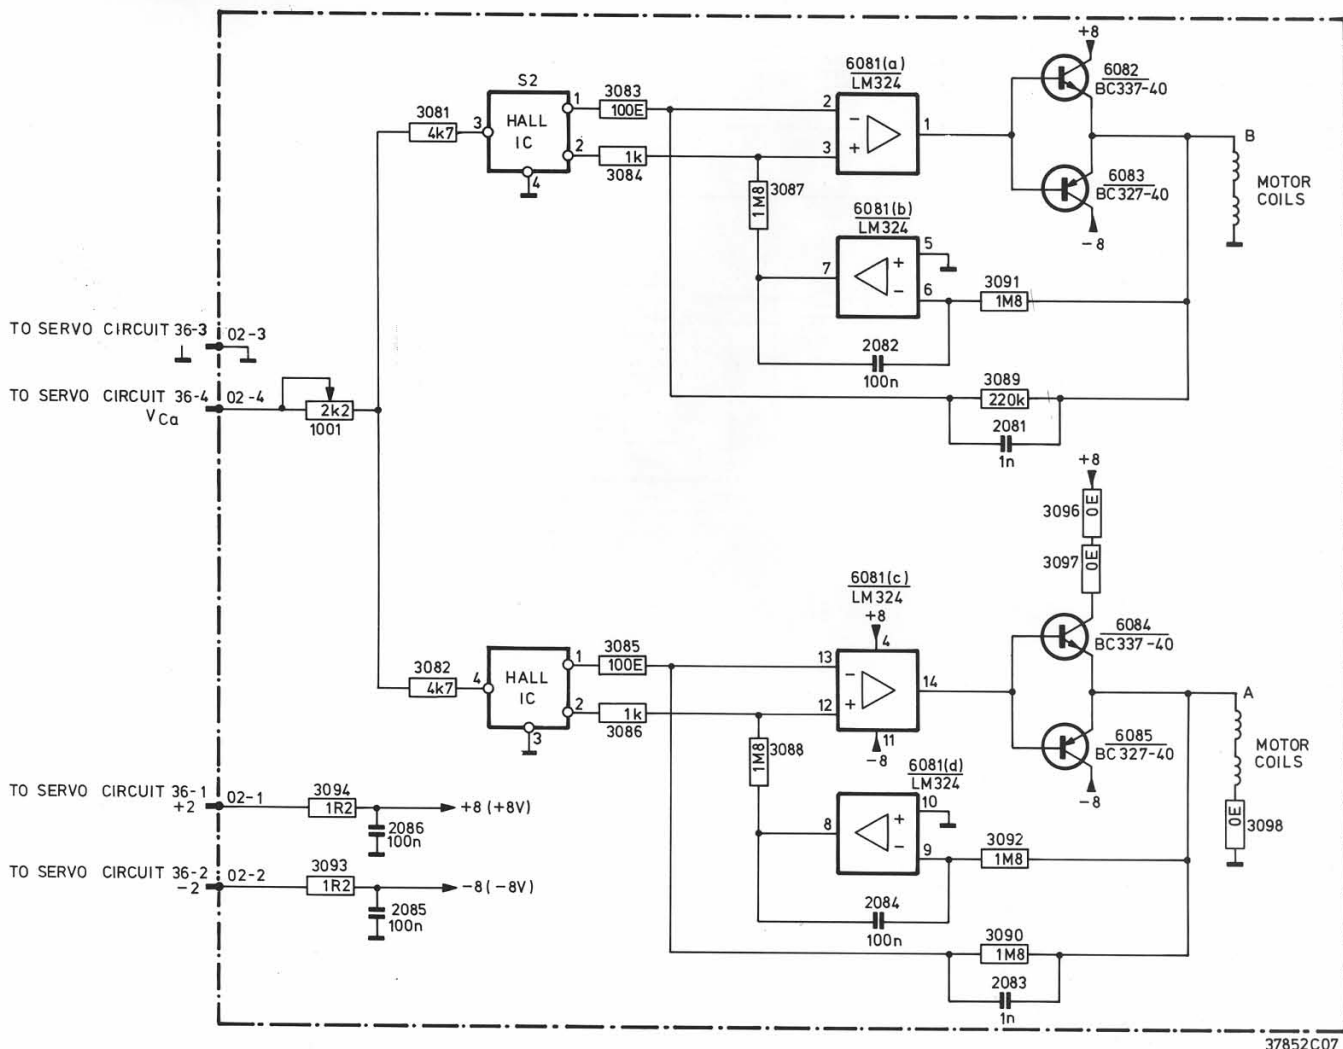 +8
6081(a)
LM324
6082
BC337-40
S2
3081
4k7
3
HALL
IC
1
2
4
3083
100E
1k
3084
2
3
−
+
1
B
MOTOR
COILS
6083
BC327-40
-8
1M8
3087
6081(b)
LM324
7
+
−
5
6
3091
1M8
2082
100n
3089
220k
2081
1n
TO SERVO CIRCUIT 36-3
02-3
TO SERVO CIRCUIT 36-4
02-4
VCa
2k2
1001
+8
3096
0E
3097
0E
6081(c)
LM324
+8
4
6084
BC337-40
3082
4k7
4
HALL
IC
1
2
3
3085
100E
1k
3086
13
12
−
+
14
11
-8
A
MOTOR
COILS
6085
BC327-40
-8
0E
3098
1M8
3088
6081(d)
LM324
8
+
−
10
9
3092
1M8
2084
100n
3090
1M8
2083
1n
TO SERVO CIRCUIT 36-1
+2
02-1
3094
1R2
+8 (+8V)
2086
100n
TO SERVO CIRCUIT 36-2
-2
02-2
3093
1R2
-8 (-8V)
2085
100n
37852C07